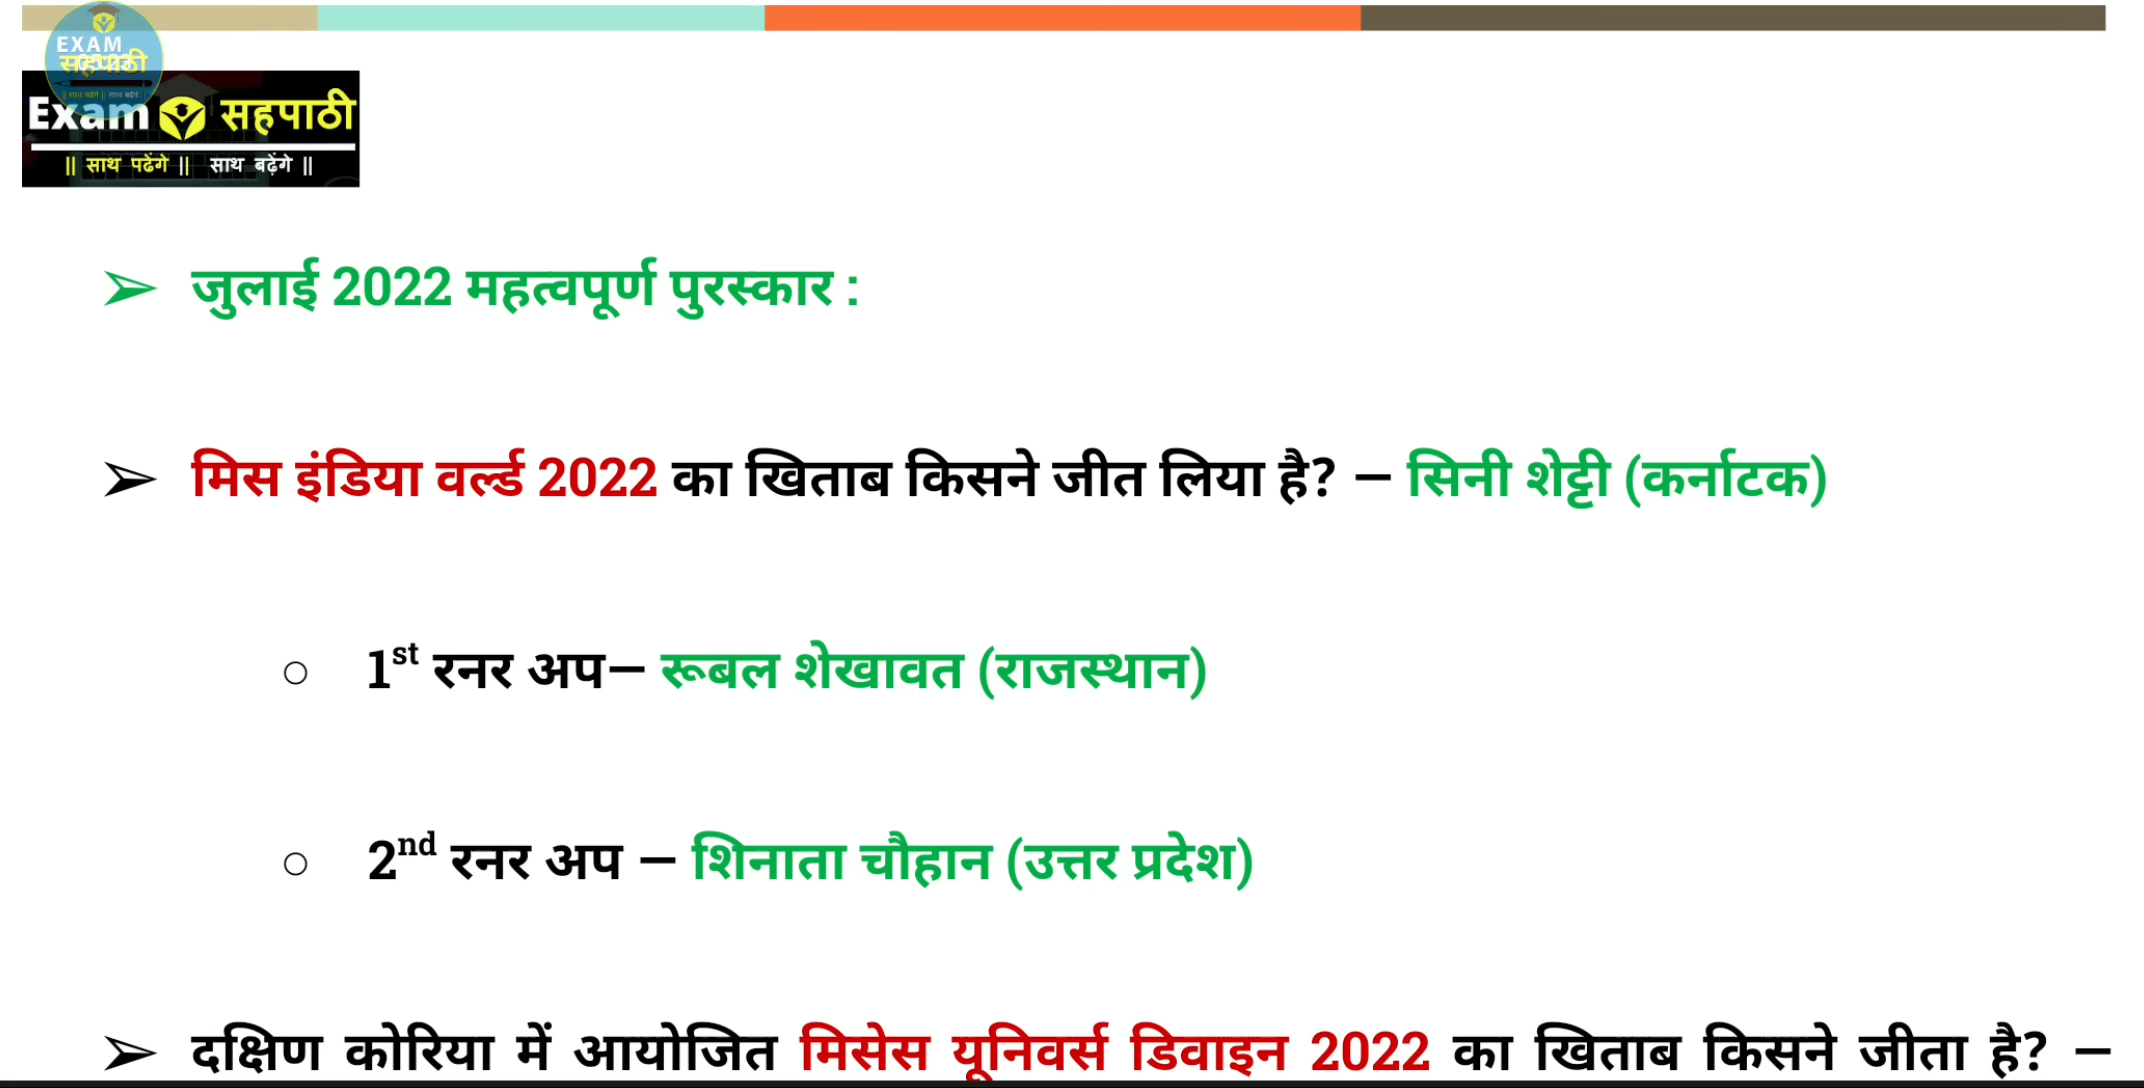 EXAM
सहपाठी
Exam सहपाठी
|| साथ पढेंगे || साथ बढ़ेंगे ||
➢ जुलाई 2022 महत्वपूर्ण पुरस्कार :
➢ मिस इंडिया वर्ल्ड 2022 का खिताब किसने जीत लिया है? – सिनी शेट्टी (कर्नाटक)
○ 1st रनर अप– रूबल शेखावत (राजस्थान)
○ 2nd रनर अप – शिनाता चौहान (उत्तर प्रदेश)
➢ दक्षिण कोरिया में आयोजित मिसेस यूनिवर्स डिवाइन 2022 का खिताब किसने जीता है? –